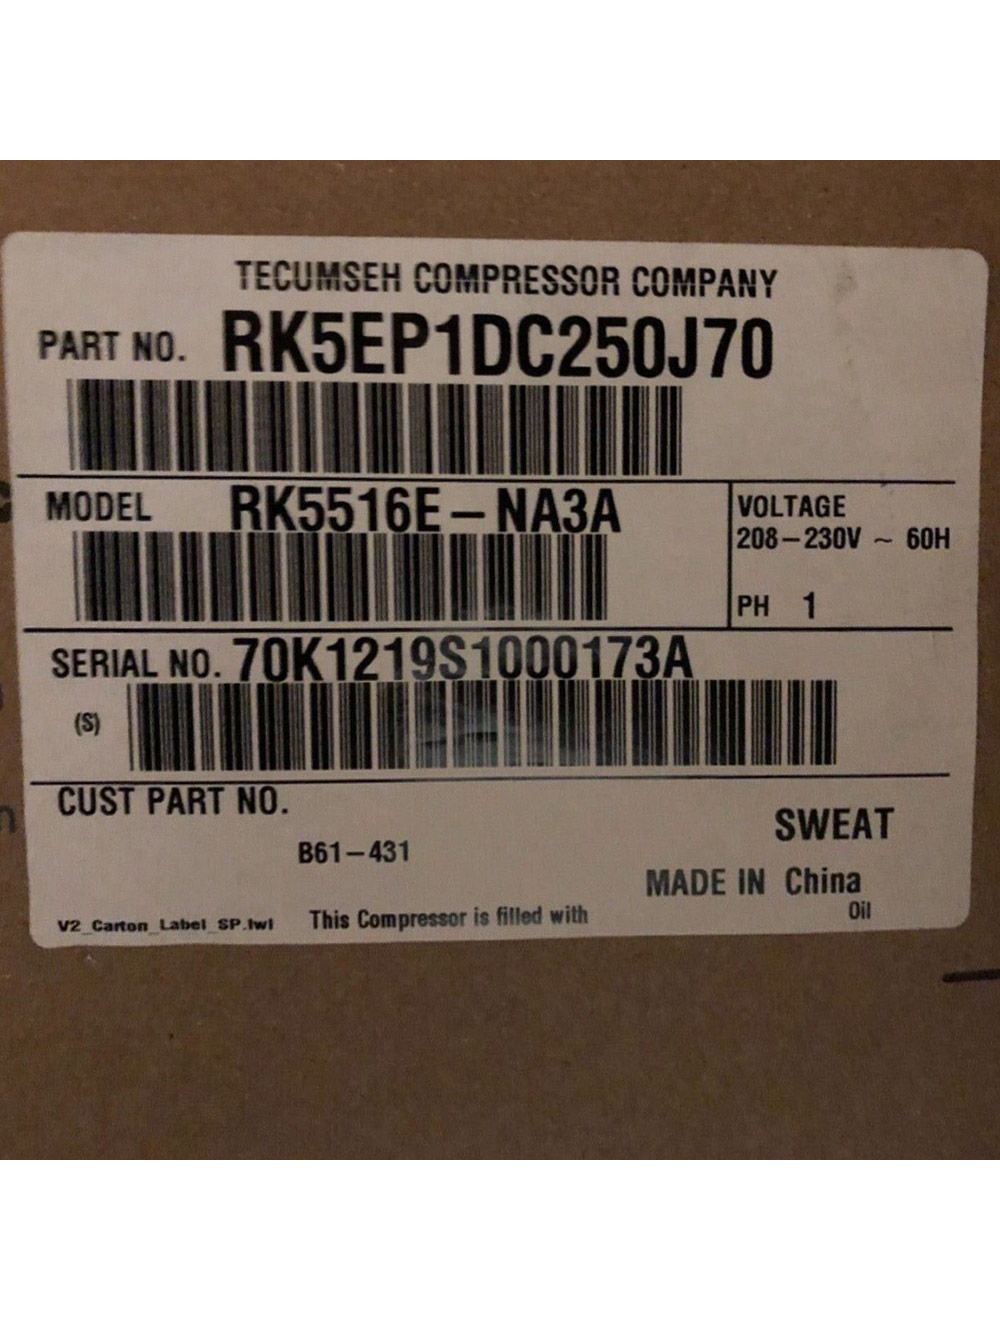 TECUMSEH COMPRESSOR COMPANY
PART NO. RK5EP1DC250J70
MODEL RK5516E-NA3A
VOLTAGE
208-230V ~ 60H
PH 1
SERIAL NO. 70K1219S1000173A
(S)
CUST PART NO.
B61-431
SWEAT
MADE IN China
V2_Carton_Label_SP.lwl This Compressor is filled with Oil